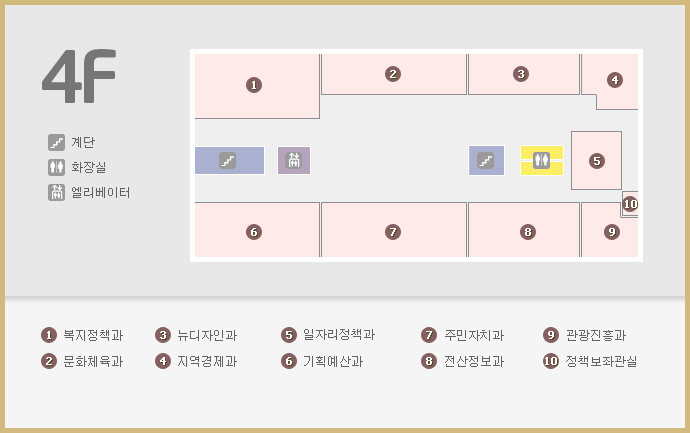 4F
계단
화장실
엘리베이터
1 2 3 4
5
10
6 7 8 9
1 복지정책과 3 뉴디자인과 5 일자리정책과 7 주민자치과 9 관광진흥과
2 문화체육과 4 지역경제과 6 기획예산과 8 전산정보과 10 정책보좌관실